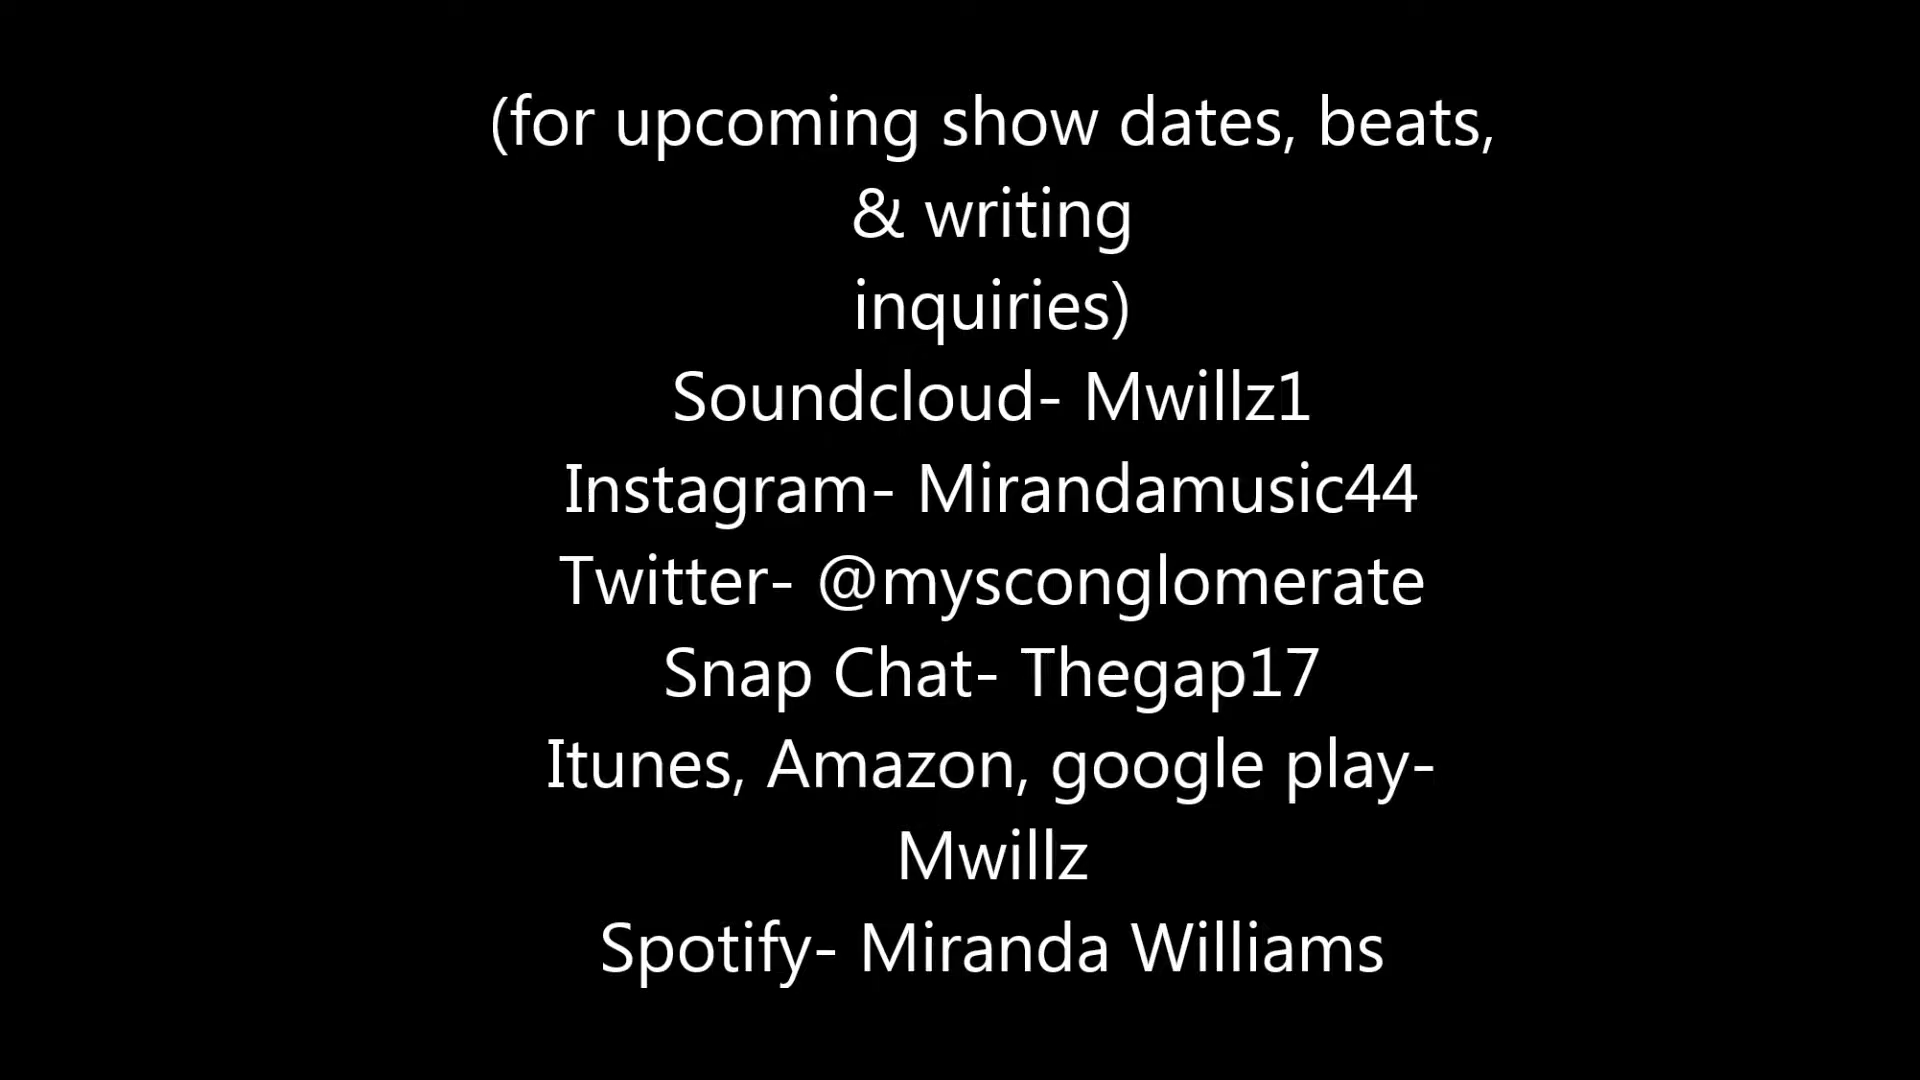 (for upcoming show dates, beats,
& writing
inquiries)
Soundcloud- Mwillz1
Instagram- Mirandamusic44
Twitter- @mysconglomerate
Snap Chat- Thegap17
Itunes, Amazon, google play-
Mwillz
Spotify- Miranda Williams